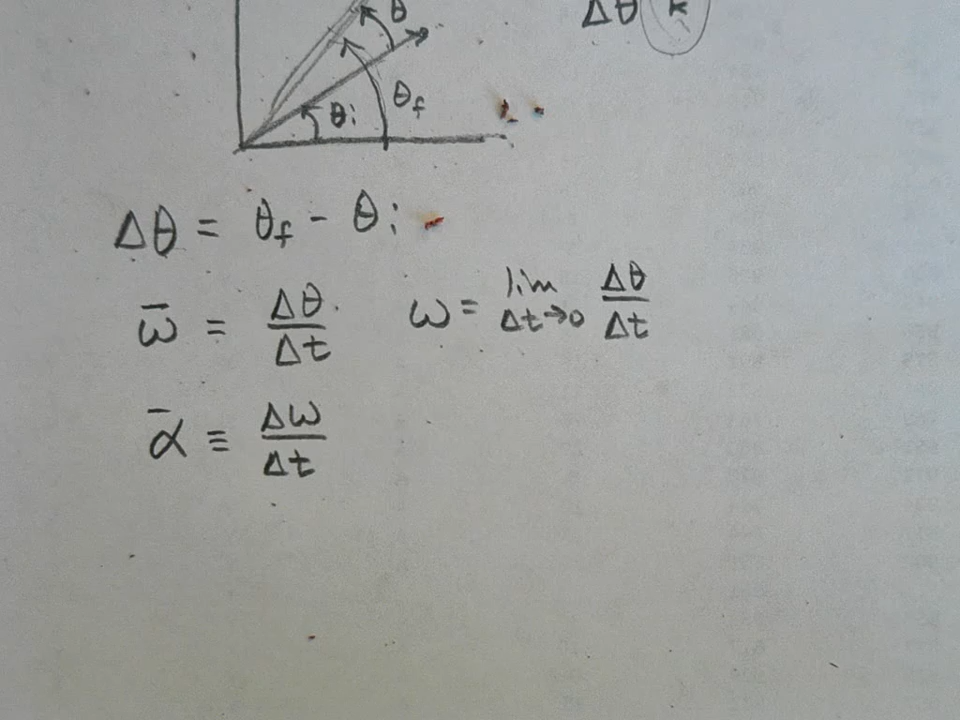 θ
Δθ k
θf
θi
Δθ = θf - θi
ω̄ = Δθ/Δt ω = lim Δt→0 Δθ/Δt
ᾱ ≡ Δω/Δt